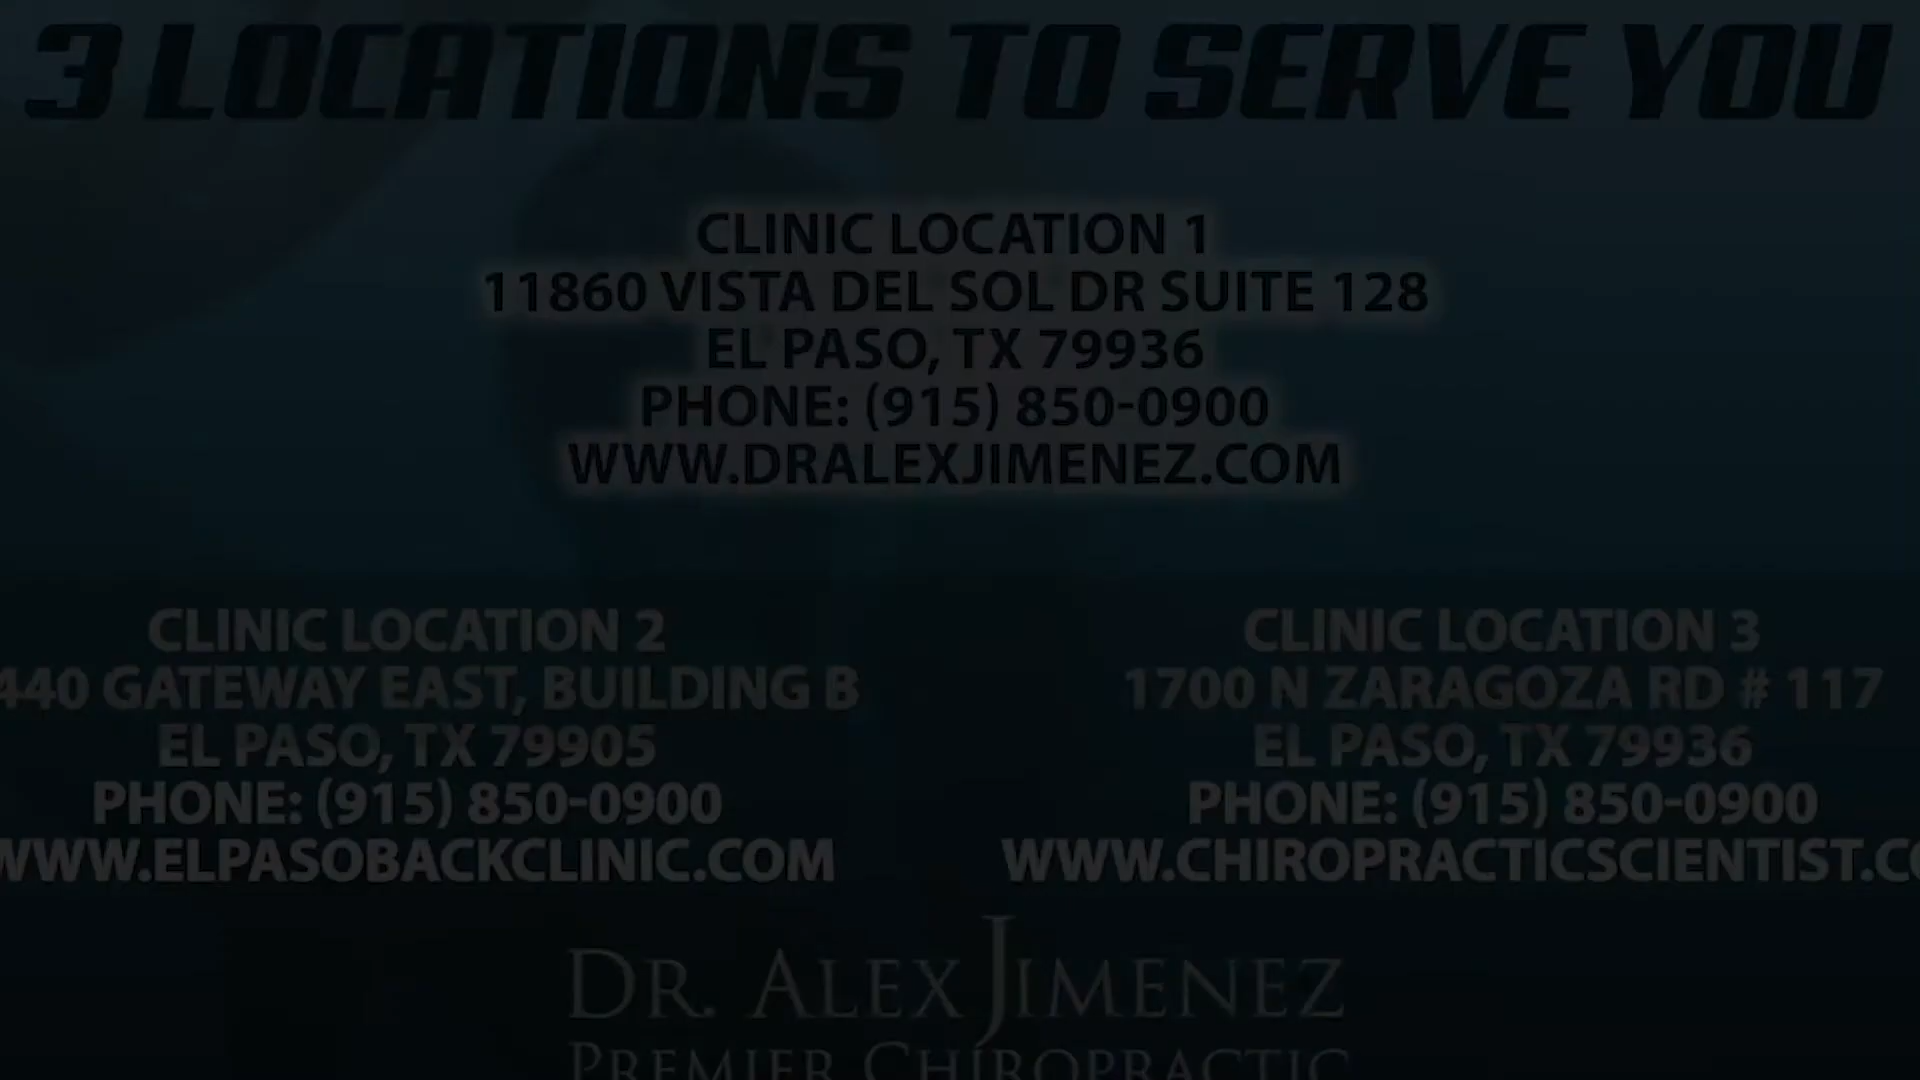 3 LOCATIONS TO SERVE YOU
CLINIC LOCATION 1
11860 VISTA DEL SOL DR SUITE 128
EL PASO, TX 79936
PHONE: (915) 850-0900
WWW.DRALEXJIMENEZ.COM
CLINIC LOCATION 2
440 GATEWAY EAST, BUILDING B
EL PASO, TX 79905
PHONE: (915) 850-0900
WWW.ELPASOBACKCLINIC.COM
CLINIC LOCATION 3
1700 N ZARAGOZA RD # 117
EL PASO, TX 79936
PHONE: (915) 850-0900
WWW.CHIROPRACTICSCIENTIST.CO
DR. ALEX JIMENEZ
PREMIER CHIROPRACTIC